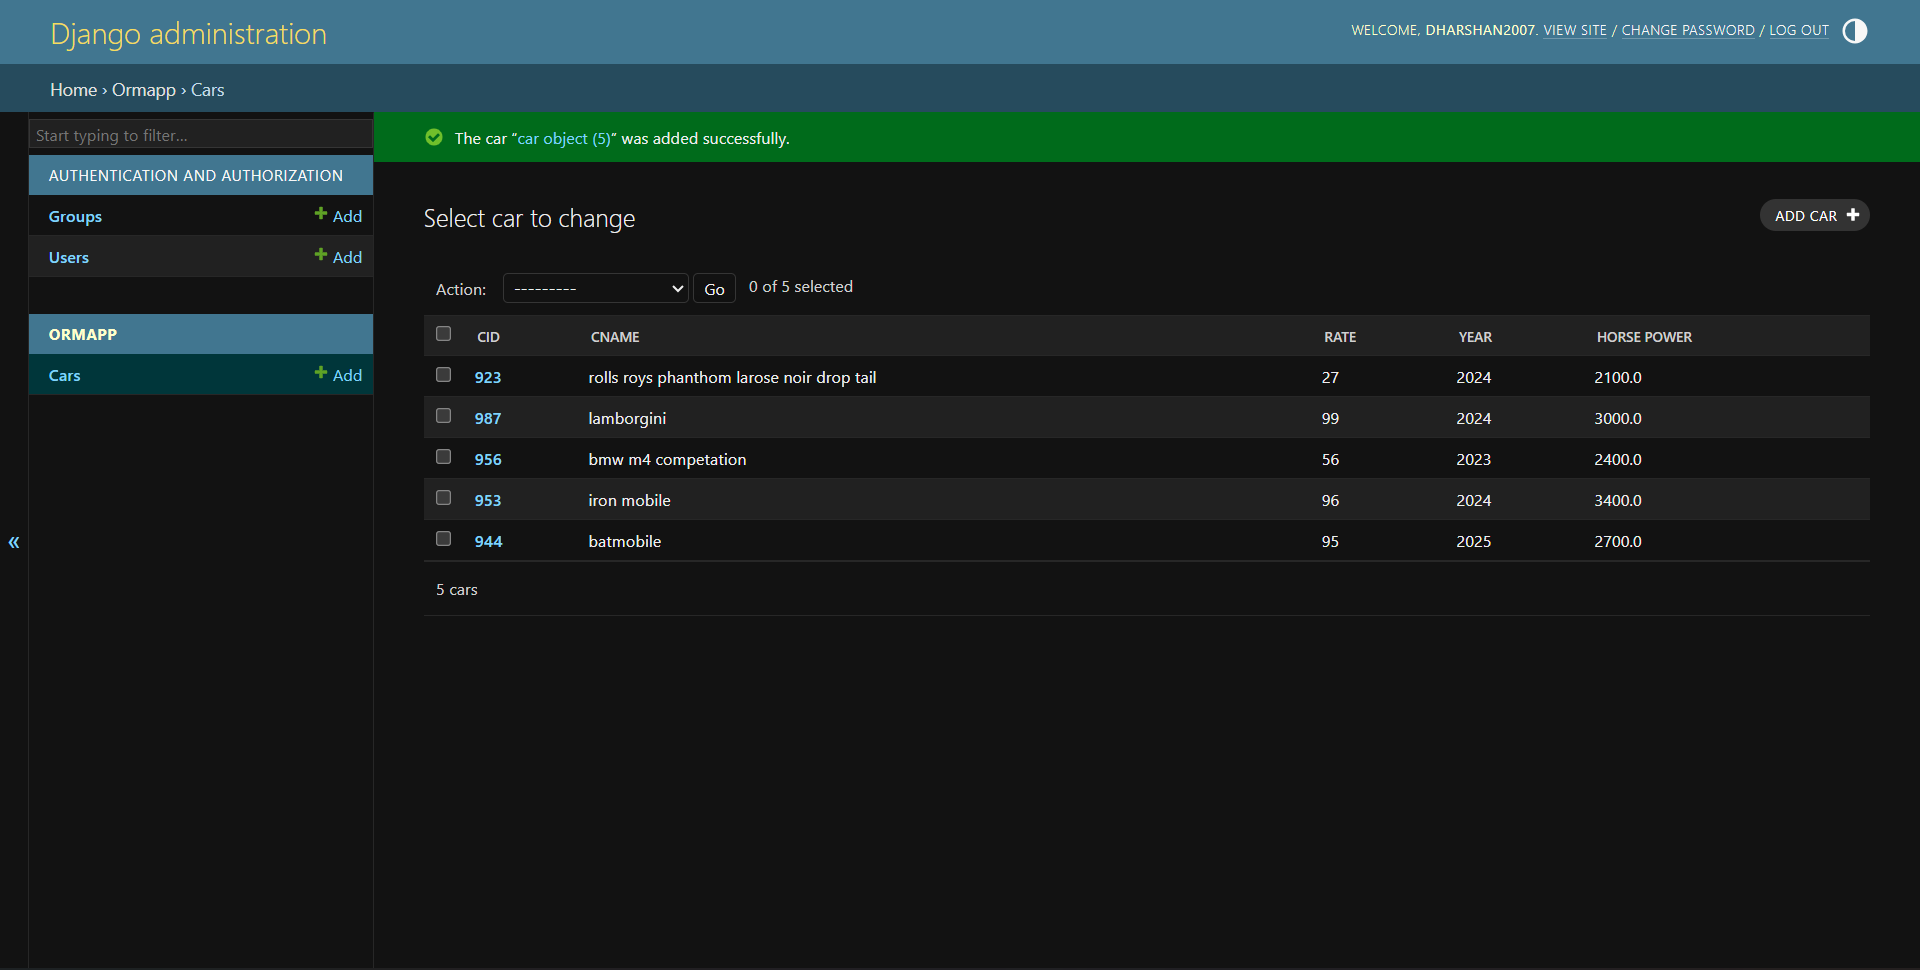 Django administration
WELCOME, DHARSHAN2007. VIEW SITE / CHANGE PASSWORD / LOG OUT
Home › Ormapp › Cars
Start typing to filter...
AUTHENTICATION AND AUTHORIZATION
Groups + Add
Users + Add
ORMAPP
Cars + Add
«
The car “car object (5)” was added successfully.
Select car to change
ADD CAR +
Action: --------- Go 0 of 5 selected
CID CNAME RATE YEAR HORSE POWER
923 rolls roys phanthom larose noir drop tail 27 2024 2100.0
987 lamborgini 99 2024 3000.0
956 bmw m4 competation 56 2023 2400.0
953 iron mobile 96 2024 3400.0
944 batmobile 95 2025 2700.0
5 cars